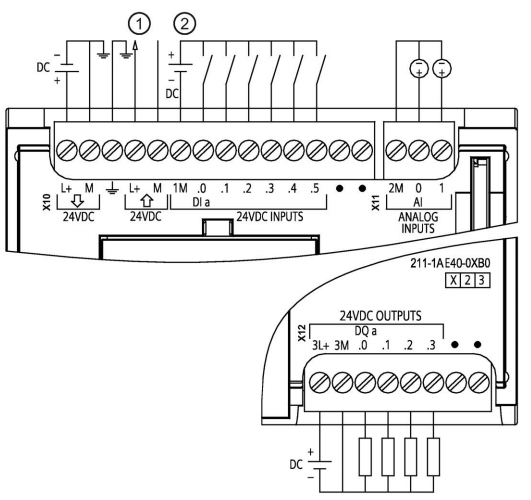 ① ②
− + DC
+ − DC
− + − +
L+ M ⏚ L+ M 1M .0 .1 .2 .3 .4 .5 • • 2M 0 1
X10 24VDC 24VDC DI a 24VDC INPUTS X11 AI
ANALOG
INPUTS
211-1AE40-0XB0
X 2 3
24VDC OUTPUTS
X12 DQ a
3L+ 3M .0 .1 .2 .3 • •
DC + −